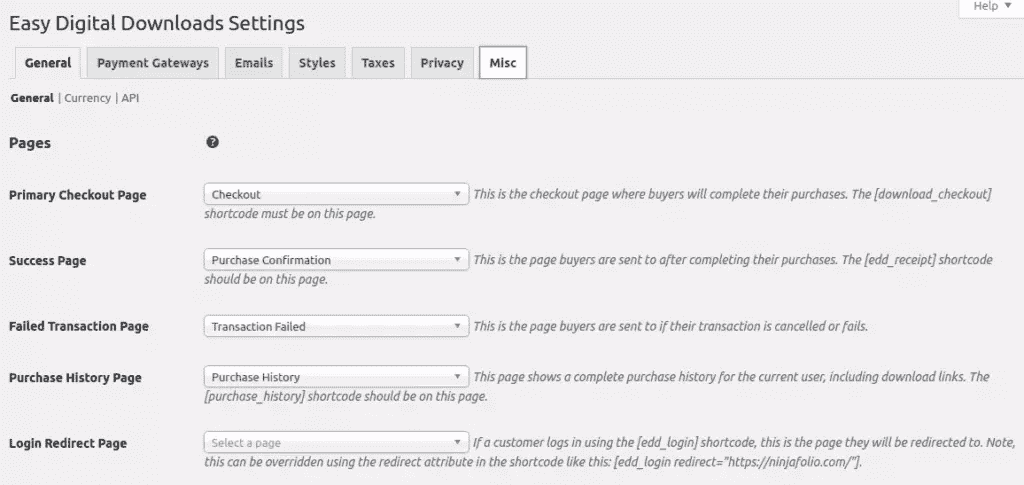 Help ▼
Easy Digital Downloads Settings
General Payment Gateways Emails Styles Taxes Privacy Misc
General | Currency | API
Pages ?
Primary Checkout Page Checkout This is the checkout page where buyers will complete their purchases. The [download_checkout]
shortcode must be on this page.
Success Page Purchase Confirmation This is the page buyers are sent to after completing their purchases. The [edd_receipt] shortcode
should be on this page.
Failed Transaction Page Transaction Failed This is the page buyers are sent to if their transaction is cancelled or fails.
Purchase History Page Purchase History This page shows a complete purchase history for the current user, including download links. The
[purchase_history] shortcode should be on this page.
Login Redirect Page Select a page If a customer logs in using the [edd_login] shortcode, this is the page they will be redirected to. Note,
this can be overridden using the redirect attribute in the shortcode like this: [edd_login redirect="https://ninjafolio.com/"].